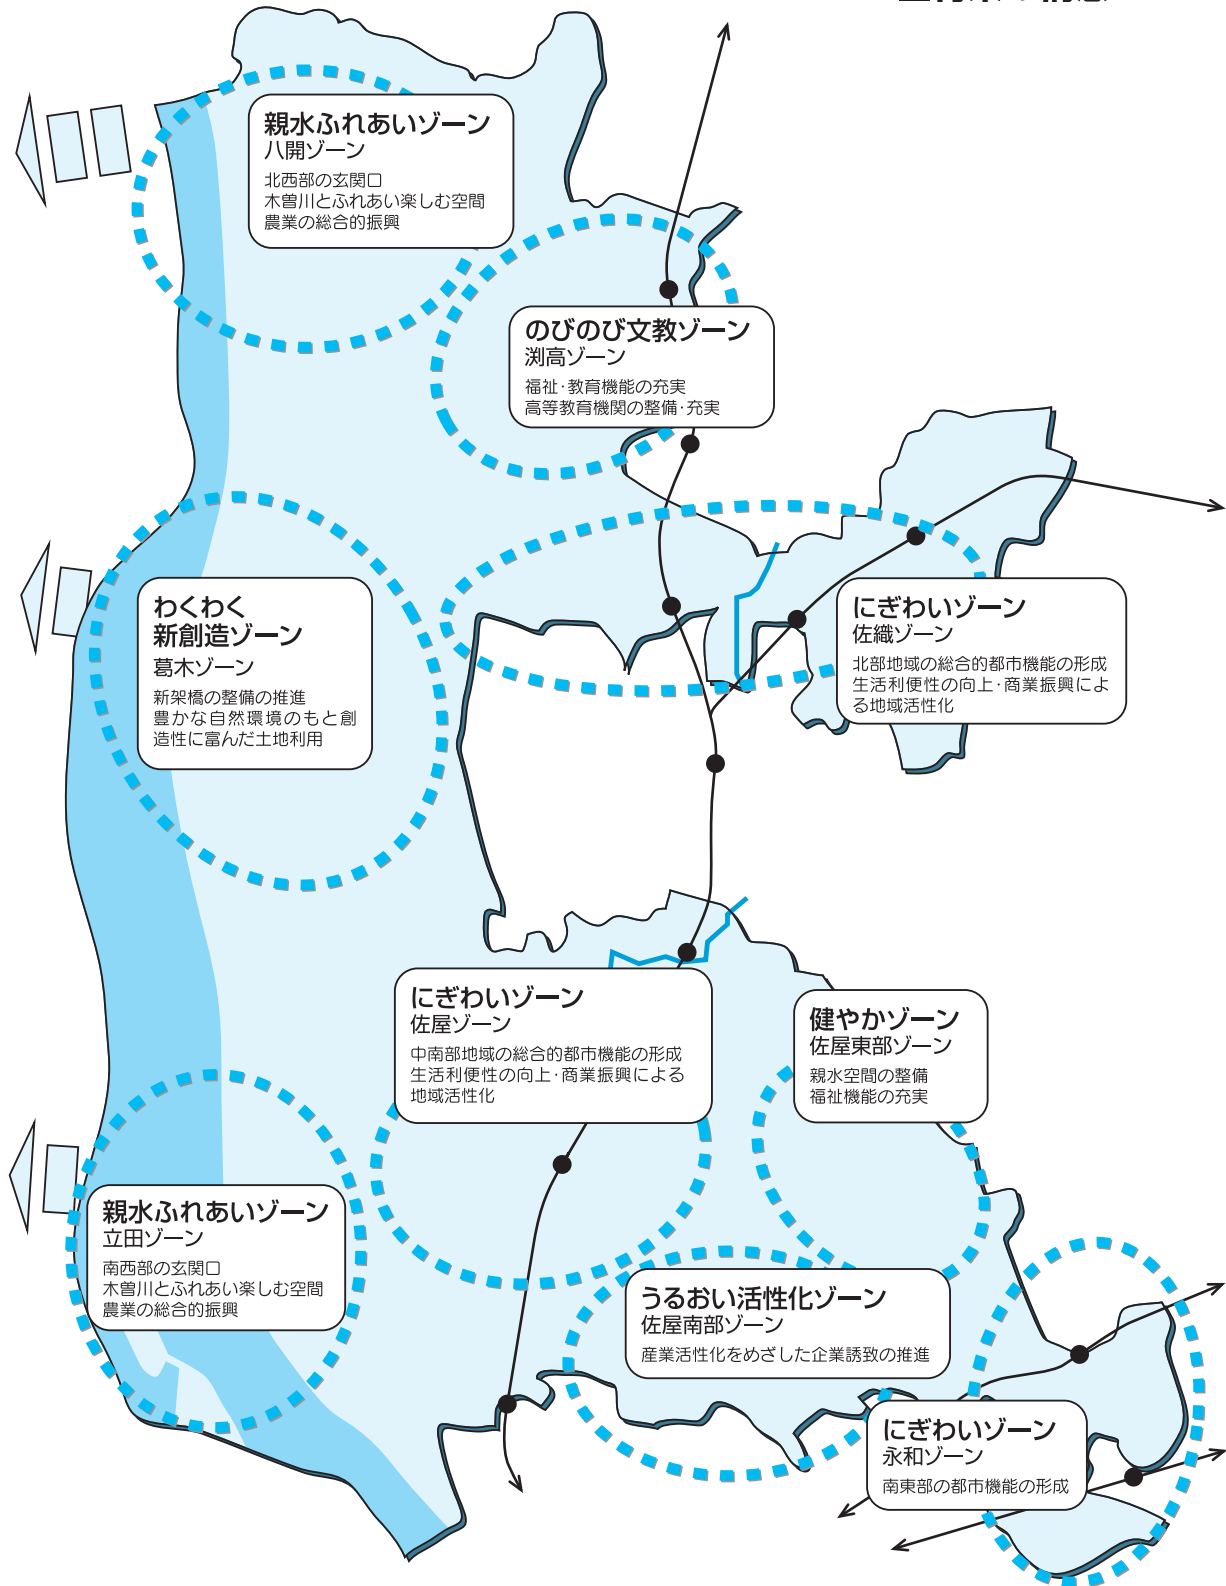 親水ふれあいゾーン
八開ゾーン
北西部の玄関口
木曽川とふれあい楽しむ空間
農業の総合的振興
のびのび文教ゾーン
渕高ゾーン
福祉・教育機能の充実
高等教育機関の整備・充実
わくわく
新創造ゾーン
葛木ゾーン
新架橋の整備の推進
豊かな自然環境のもと創
造性に富んだ土地利用
にぎわいゾーン
佐織ゾーン
北部地域の総合的都市機能の形成
生活利便性の向上・商業振興によ
る地域活性化
にぎわいゾーン
佐屋ゾーン
中南部地域の総合的都市機能の形成
生活利便性の向上・商業振興による
地域活性化
健やかゾーン
佐屋東部ゾーン
親水空間の整備
福祉機能の充実
親水ふれあいゾーン
立田ゾーン
南西部の玄関口
木曽川とふれあい楽しむ空間
農業の総合的振興
うるおい活性化ゾーン
佐屋南部ゾーン
産業活性化をめざした企業誘致の推進
にぎわいゾーン
永和ゾーン
南東部の都市機能の形成